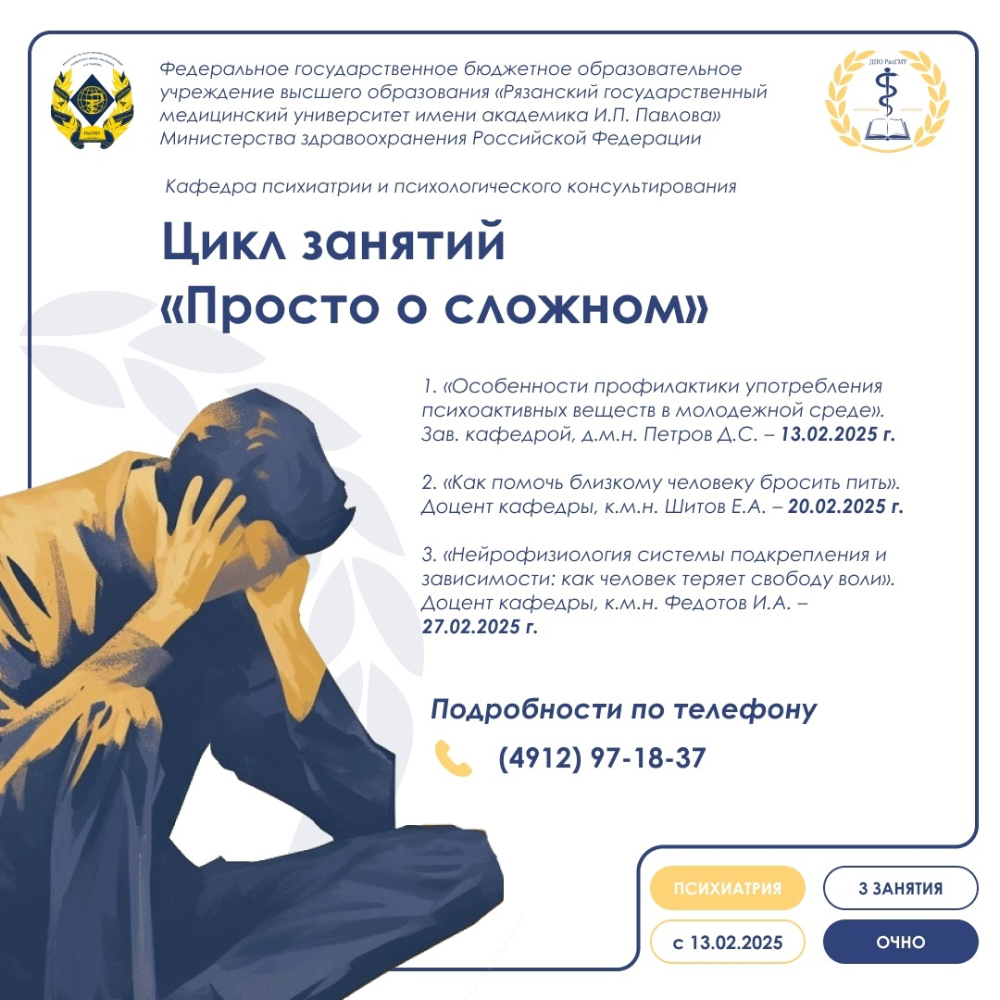 Федеральное государственное бюджетное образовательное
учреждение высшего образования «Рязанский государственный
медицинский университет имени академика И.П. Павлова»
Министерства здравоохранения Российской Федерации
ДПО РязГМУ
РязГМУ
Кафедра психиатрии и психологического консультирования
Цикл занятий
«Просто о сложном»
1. «Особенности профилактики употребления
психоактивных веществ в молодежной среде».
Зав. кафедрой, д.м.н. Петров Д.С. – 13.02.2025 г.
2. «Как помочь близкому человеку бросить пить».
Доцент кафедры, к.м.н. Шитов Е.А. – 20.02.2025 г.
3. «Нейрофизиология системы подкрепления и
зависимости: как человек теряет свободу воли».
Доцент кафедры, к.м.н. Федотов И.А. –
27.02.2025 г.
Подробности по телефону
(4912) 97-18-37
ПСИХИАТРИЯ
3 ЗАНЯТИЯ
с 13.02.2025
ОЧНО